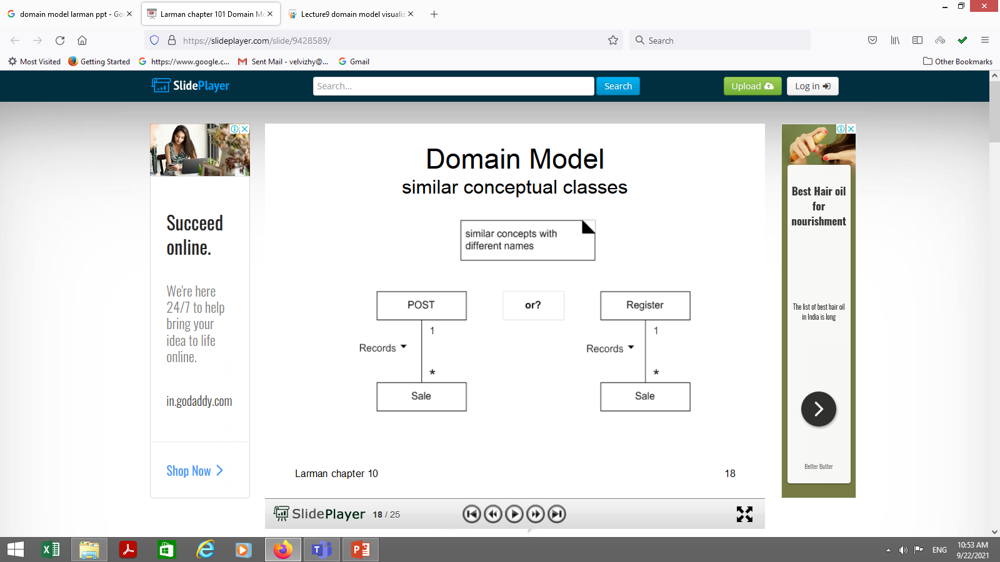 domain model larman ppt - Go
Larman chapter 101 Domain Mo
Lecture9 domain model visualiz
https://slideplayer.com/slide/9428589/
Search
Most Visited
Getting Started
https://www.google.c...
Sent Mail - velvizhy@...
Gmail
Other Bookmarks
SlidePlayer
Search...
Search
Upload
Log in
Succeed
online.
We're here
24/7 to help
bring your
idea to life
online.
in.godaddy.com
Shop Now
Domain Model
similar conceptual classes
similar concepts with
different names
POST
or?
Register
1
1
Records
Records
*
*
Sale
Sale
Larman chapter 10
18
Best Hair oil
for
nourishment
The list of best hair oil
in India is long
Better Butter
SlidePlayer
18 / 25
ENG
10:53 AM
9/22/2021